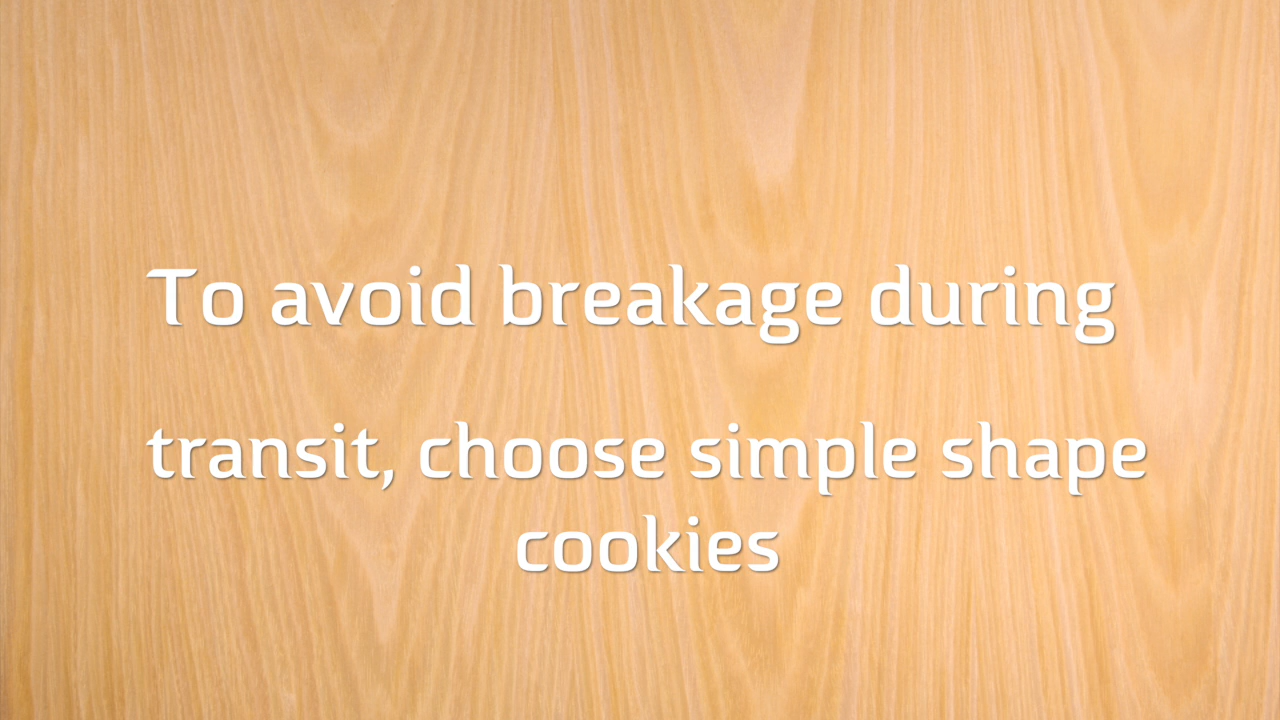 To avoid breakage during
transit, choose simple shape
cookies